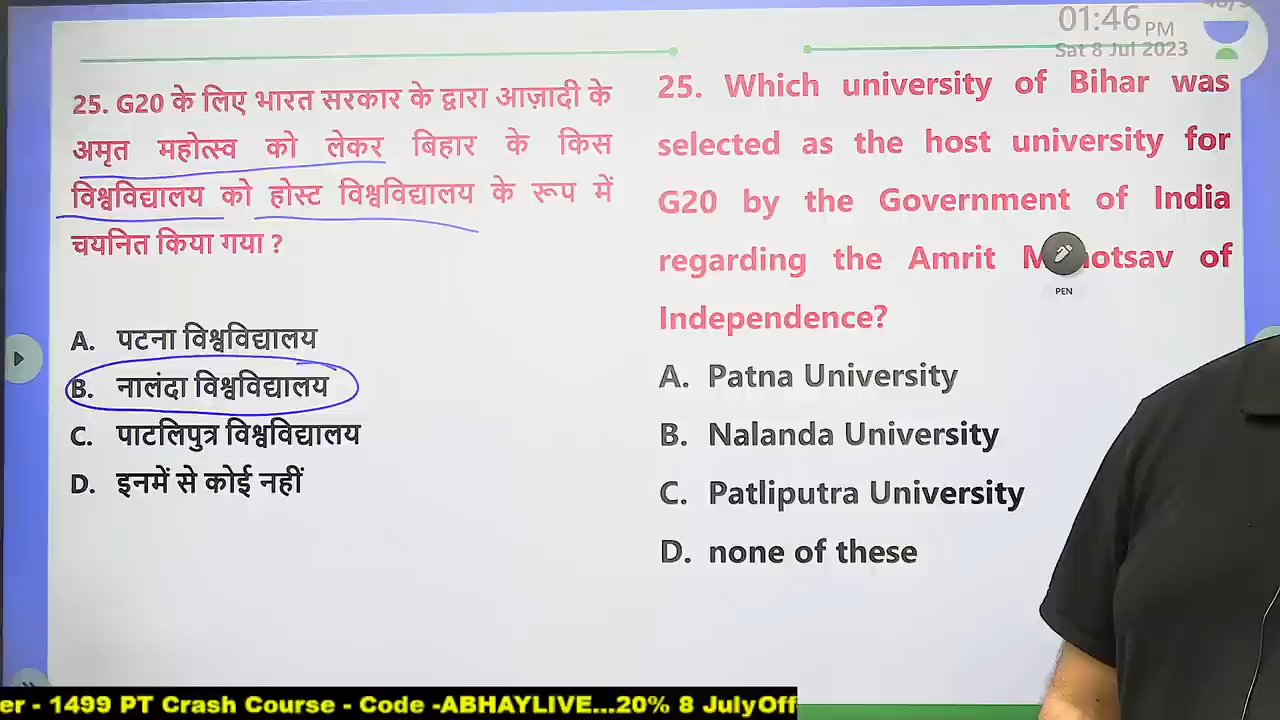 01:46 PM
Sat 8 Jul 2023
25. G20 के लिए भारत सरकार के द्वारा आज़ादी के
अमृत महोत्स्व को लेकर बिहार के किस
विश्वविद्यालय को होस्ट विश्वविद्यालय के रूप में
चयनित किया गया ?
A. पटना विश्वविद्यालय
B. नालंदा विश्वविद्यालय
C. पाटलिपुत्र विश्वविद्यालय
D. इनमें से कोई नहीं
25. Which university of Bihar was
selected as the host university for
G20 by the Government of India
regarding the Amrit of
Independence?
A. Patna University
B. Nalanda University
C. Patliputra University
D. none of these
PEN
- 1499 PT Crash Course - Code -ABHAYLIVE...20% 8 JulyOff